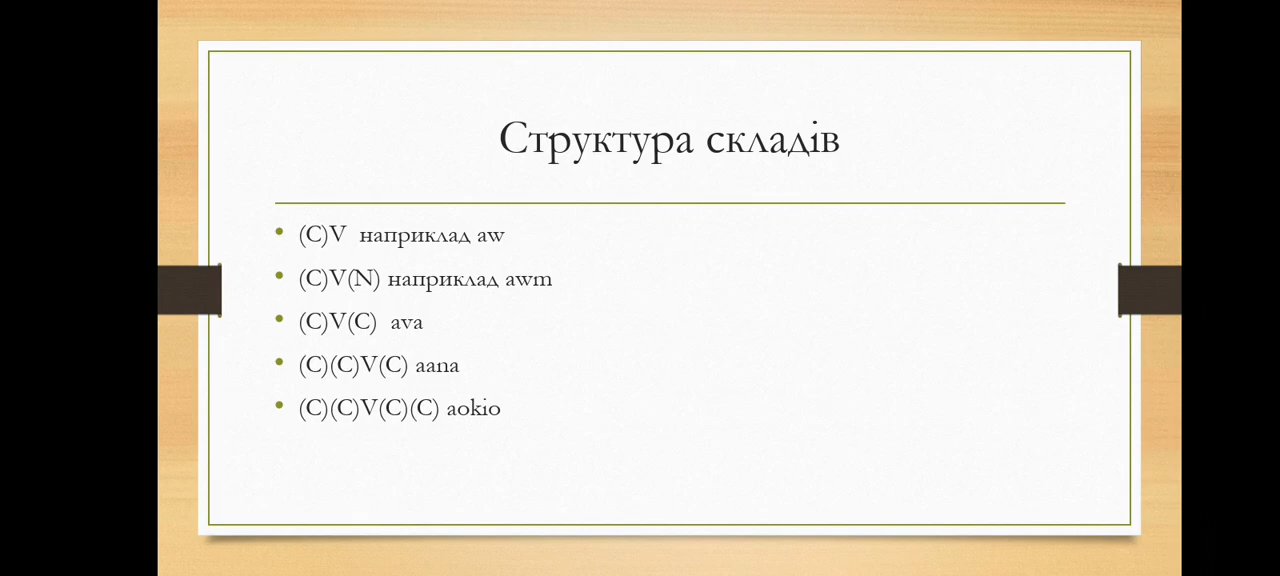 Структура складів
(C)V наприклад aw
(C)V(N) наприклад awm
(C)V(C) ava
(C)(C)V(C) aana
(C)(C)V(C)(C) aokio